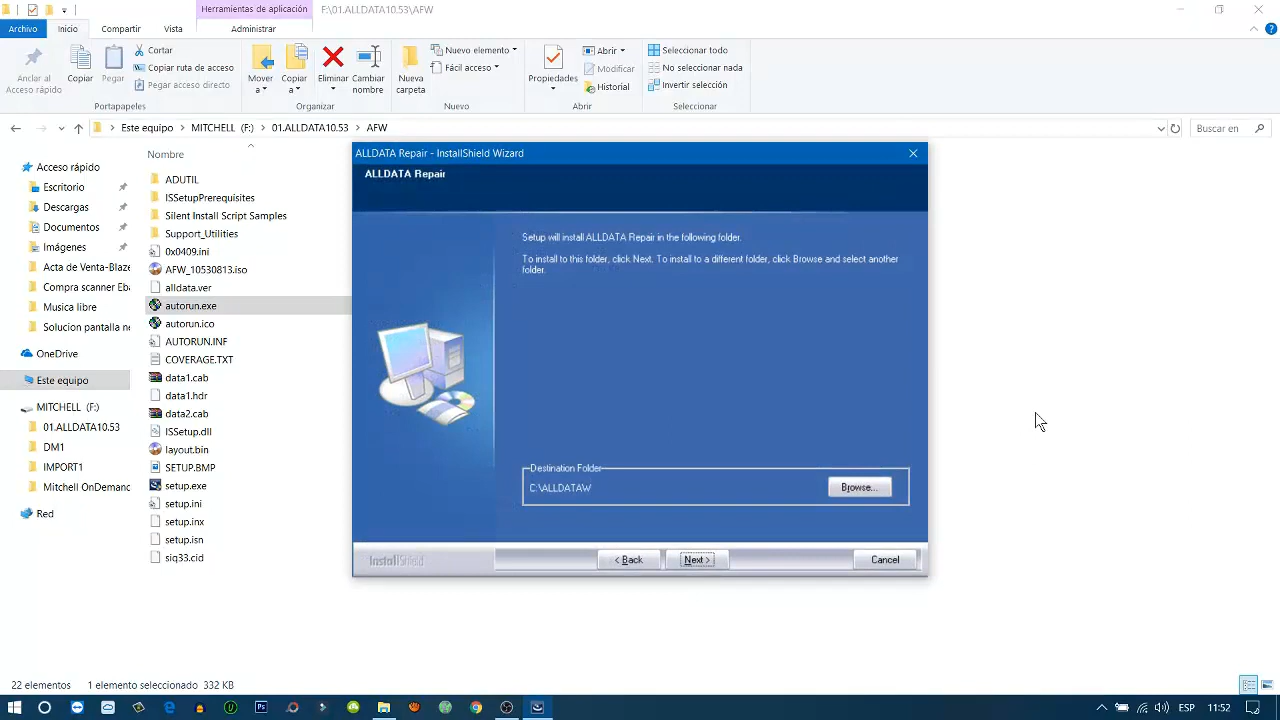 Herramientas de aplicación
F:\01.ALLDATA10.53\AFW
Archivo
Inicio
Compartir
Vista
Administrar
Anclar al
Acceso rápido
Copiar
Pegar
Cortar
Copiar ruta de acceso
Pegar acceso directo
Portapapeles
Mover
a
Copiar
a
Eliminar
Cambiar
nombre
Organizar
Nueva
carpeta
Nuevo elemento
Fácil acceso
Nuevo
Propiedades
Abrir
Modificar
Historial
Abrir
Seleccionar todo
No seleccionar nada
Invertir selección
Seleccionar
Este equipo > MITCHELL (F:) > 01.ALLDATA10.53 > AFW
Buscar en
Acceso rápido
Escritorio
Descargas
Documentos
Imágenes
Acta de Venta-Blaze
Compra scanner Eba
Musica libre
Solucion pantalla ne
OneDrive
Este equipo
MITCHELL (F:)
01.ALLDATA10.53
DM1
IMPORT1
Mitchell OnDemand
Red
Nombre
ADUTIL
ISSetupPrerequisites
Silent Install Script Samples
Support_Utilities
0x0409.ini
AFW_10530813.iso
alldata.ver
autorun.exe
autorun.ico
AUTORUN.INF
COVERAGE.TXT
data1.cab
data1.hdr
data2.cab
ISSetup.dll
layout.bin
SETUP.BMP
setup.exe
setup.ini
setup.inx
setup.isn
siq33.cid
ALLDATA Repair - InstallShield Wizard
ALLDATA Repair
Setup will install ALLDATA Repair in the following folder.
To install to this folder, click Next. To install to a different folder, click Browse and select another
folder.
Destination Folder
C:\ALLDATAW
Browse...
InstallShield
< Back
Next >
Cancel
22 elementos
1 elemento seleccionado 332 KB
ESP
11:52